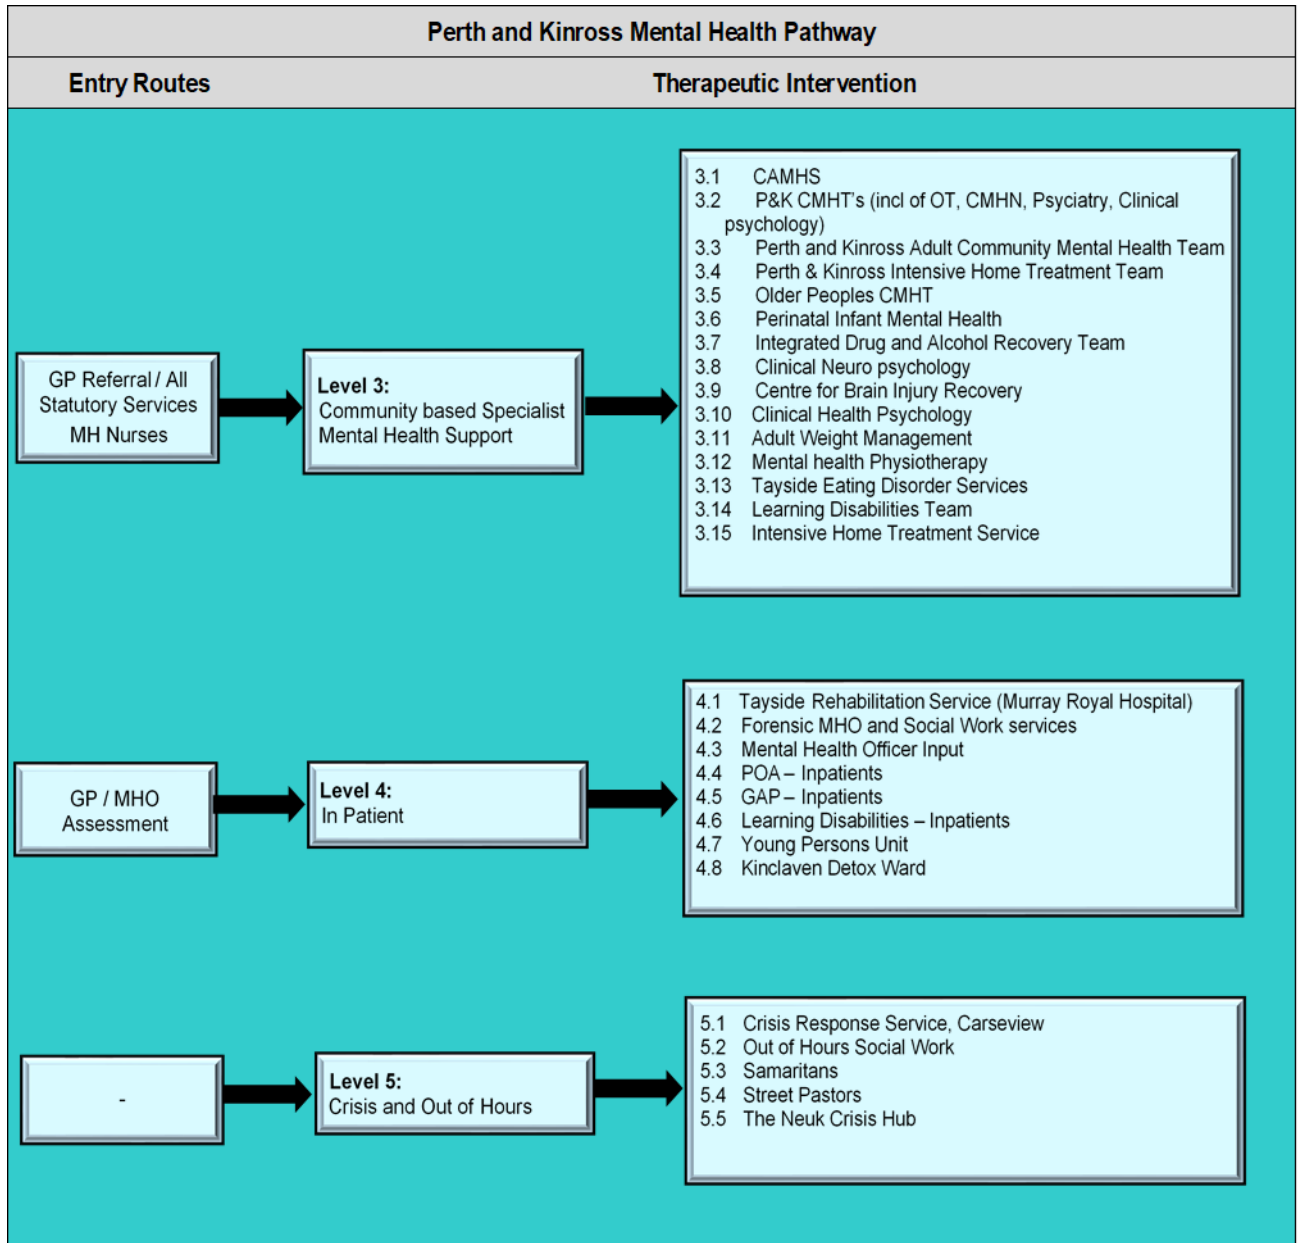 Perth and Kinross Mental Health Pathway
Entry Routes
Therapeutic Intervention
GP Referral / All
Statutory Services
MH Nurses
Level 3:
Community based Specialist
Mental Health Support
3.1 CAMHS
3.2 P&K CMHT's (incl of OT, CMHN, Psyciatry, Clinical
psychology)
3.3 Perth and Kinross Adult Community Mental Health Team
3.4 Perth & Kinross Intensive Home Treatment Team
3.5 Older Peoples CMHT
3.6 Perinatal Infant Mental Health
3.7 Integrated Drug and Alcohol Recovery Team
3.8 Clinical Neuro psychology
3.9 Centre for Brain Injury Recovery
3.10 Clinical Health Psychology
3.11 Adult Weight Management
3.12 Mental health Physiotherapy
3.13 Tayside Eating Disorder Services
3.14 Learning Disabilities Team
3.15 Intensive Home Treatment Service
GP / MHO
Assessment
Level 4:
In Patient
4.1 Tayside Rehabilitation Service (Murray Royal Hospital)
4.2 Forensic MHO and Social Work services
4.3 Mental Health Officer Input
4.4 POA – Inpatients
4.5 GAP – Inpatients
4.6 Learning Disabilities – Inpatients
4.7 Young Persons Unit
4.8 Kinclaven Detox Ward
-
Level 5:
Crisis and Out of Hours
5.1 Crisis Response Service, Carseview
5.2 Out of Hours Social Work
5.3 Samaritans
5.4 Street Pastors
5.5 The Neuk Crisis Hub